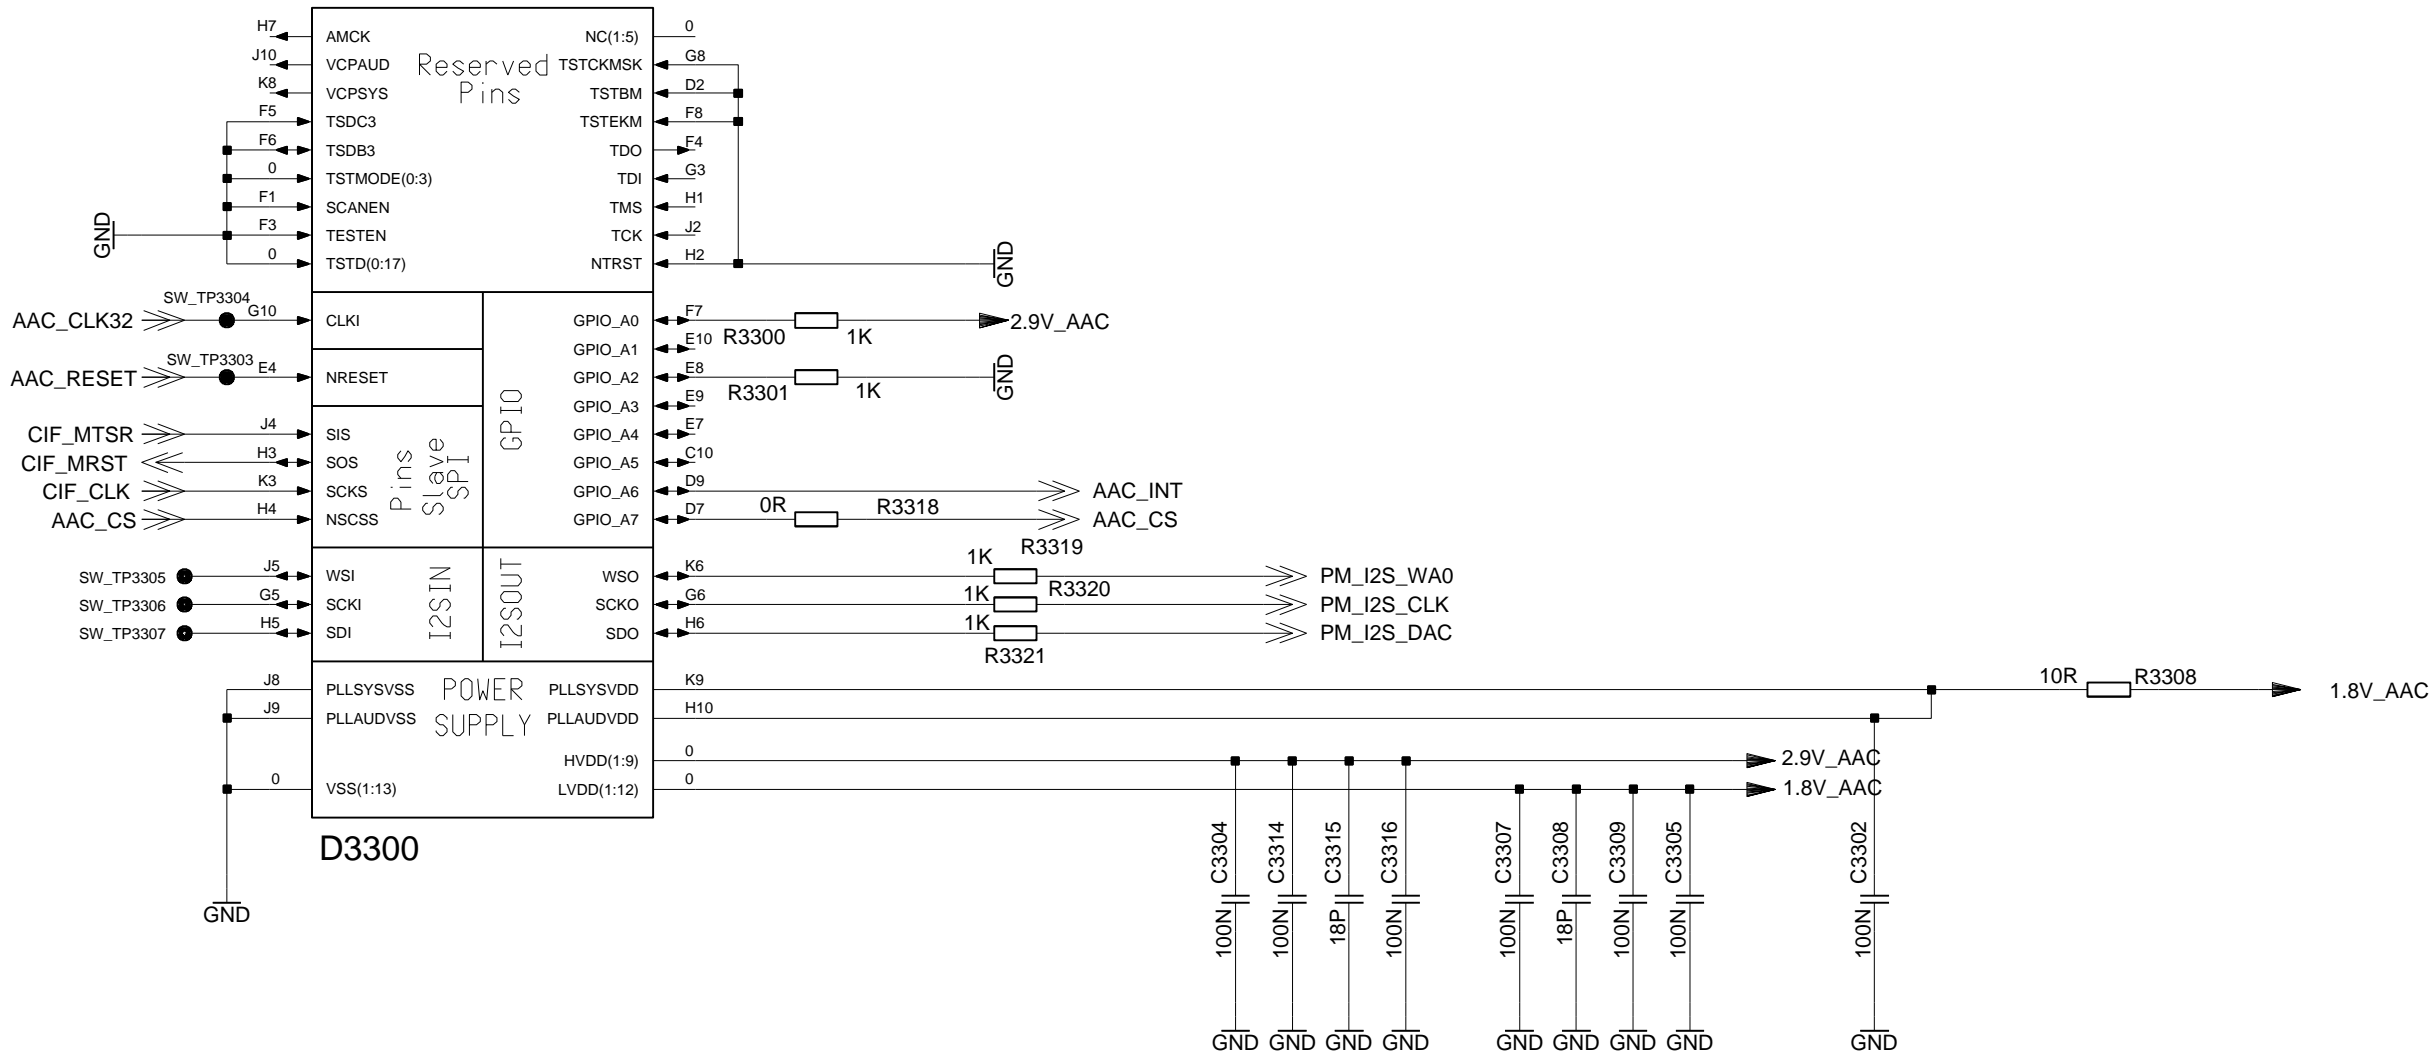 H7 AMCK NC(1:5) 0
J10 VCPAUD Reserved TSTCKMSK G8
K8 VCPSYS Pins TSTBM D2
F5 TSDC3 TSTEKM F8
F6 TSDB3 TDO F4
0 TSTMODE(0:3) TDI G3
F1 SCANEN TMS H1
GND F3 TESTEN TCK J2
0 TSTD(0:17) NTRST H2 GND
SW_TP3304
AAC_CLK32 G10 CLKI GPIO_A0 F7 R3300 1K 2.9V_AAC
GPIO_A1 E10
SW_TP3303
AAC_RESET E4 NRESET GPIO_A2 E8 R3301 1K GND
GPIO
GPIO_A3 E9
CIF_MTSR J4 SIS GPIO_A4 E7
CIF_MRST H3 SOS GPIO_A5 C10
Pins
Slave
SPI
CIF_CLK K3 SCKS GPIO_A6 D9 AAC_INT
AAC_CS H4 NSCSS GPIO_A7 D7 0R R3318 AAC_CS
SW_TP3305 J5 WSI WSO K6 1K R3319 PM_I2S_WA0
I2SIN I2SOUT
SW_TP3306 G5 SCKI SCKO G6 1K R3320 PM_I2S_CLK
SW_TP3307 H5 SDI SDO H6 1K R3321 PM_I2S_DAC
J8 PLLSYSVSS POWER PLLSYSVDD K9 10R R3308 1.8V_AAC
J9 PLLAUDVSS SUPPLY PLLAUDVDD H10
HVDD(1:9) 0 2.9V_AAC
0 VSS(1:13) LVDD(1:12) 0 1.8V_AAC
D3300
GND
C3304 C3314 C3315 C3316 C3307 C3308 C3309 C3305 C3302
100N 100N 18P 100N 100N 18P 100N 100N 100N
GND GND GND GND GND GND GND GND GND